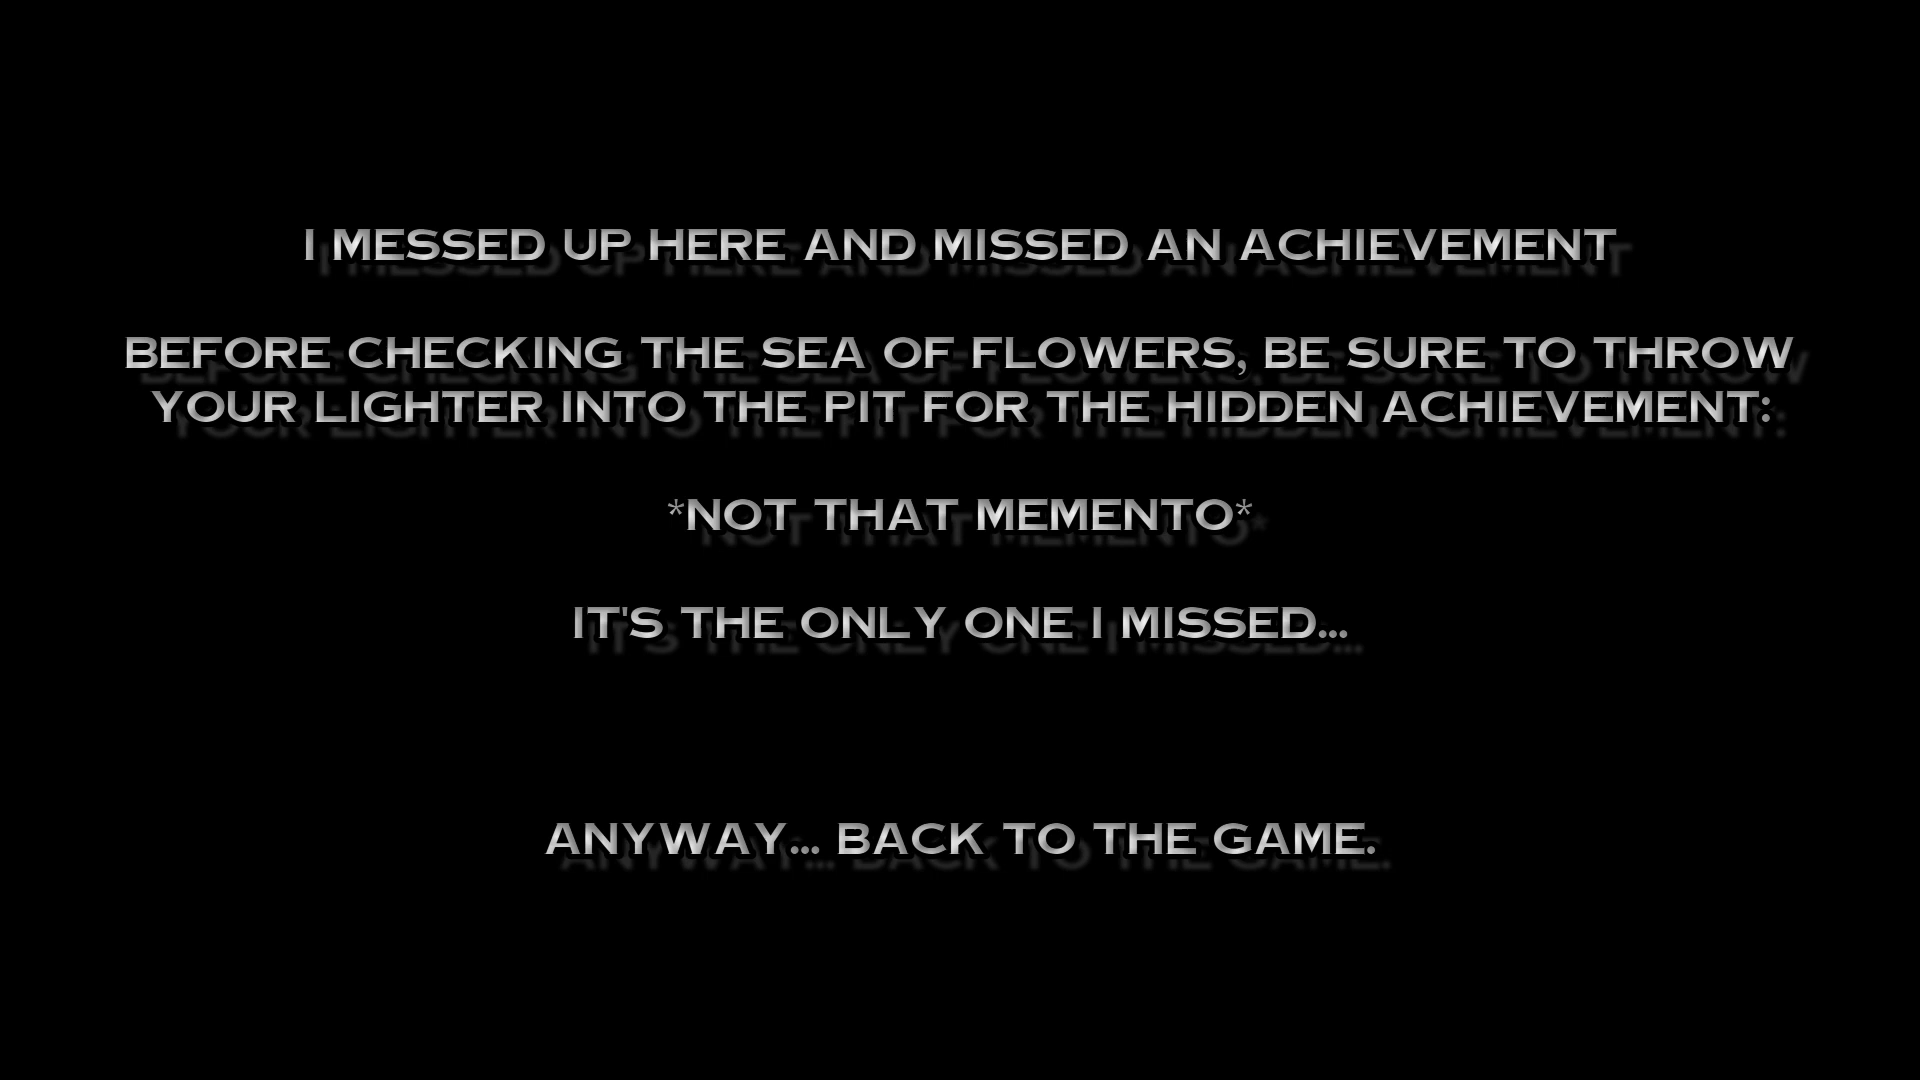 I MESSED UP HERE AND MISSED AN ACHIEVEMENT
BEFORE CHECKING THE SEA OF FLOWERS, BE SURE TO THROW
YOUR LIGHTER INTO THE PIT FOR THE HIDDEN ACHIEVEMENT:
*NOT THAT MEMENTO*
IT'S THE ONLY ONE I MISSED...
ANYWAY... BACK TO THE GAME.